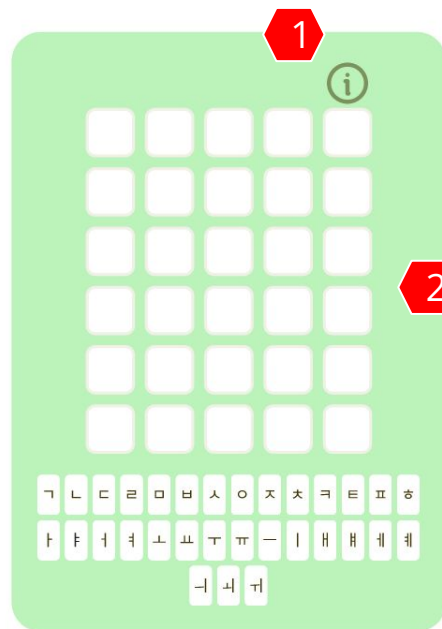 1
i
2
ㄱ ㄴ ㄷ ㄹ ㅁ ㅂ ㅅ ㅇ ㅈ ㅊ ㅋ ㅌ ㅍ ㅎ
ㅏ ㅑ ㅓ ㅕ ㅗ ㅛ ㅜ ㅠ ㅡ ㅣ ㅐ ㅒ ㅔ ㅖ
ㅢ ㅚ ㅟ